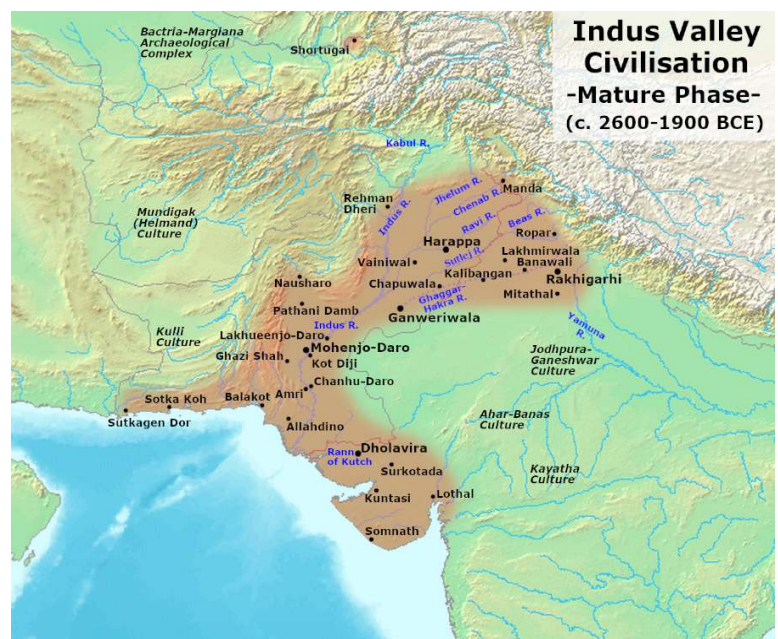 Indus Valley
Civilisation
-Mature Phase-
(c. 2600-1900 BCE)
Bactria-Margiana
Archaeological
Complex
Shortugai
Kabul R.
Manda
Rehman
Dheri
Indus R.
Jhelum R.
Chenab R.
Ravi R.
Beas R.
Mundigak
(Helmand)
Culture
Ropar
Harappa
Sutlej R.
Lakhmirwala
Vainiwal
Banawali
Kalibangan
Rakhigarhi
Nausharo
Chapuwala
Mitathal
Ghaggar-
Hakra R.
Pathani Damb
Ganweriwala
Yamuna
R.
Kulli
Culture
Indus R.
Lakhueenjo-Daro
Mohenjo-Daro
Ghazi Shah
Kot Diji
Jodhpura-
Ganeshwar
Culture
Chanhu-Daro
Amri
Sotka Koh
Balakot
Sutkagen Dor
Allahdino
Ahar-Banas
Culture
Dholavira
Rann
of Kutch
Surkotada
Kayatha
Culture
Kuntasi
Lothal
Somnath